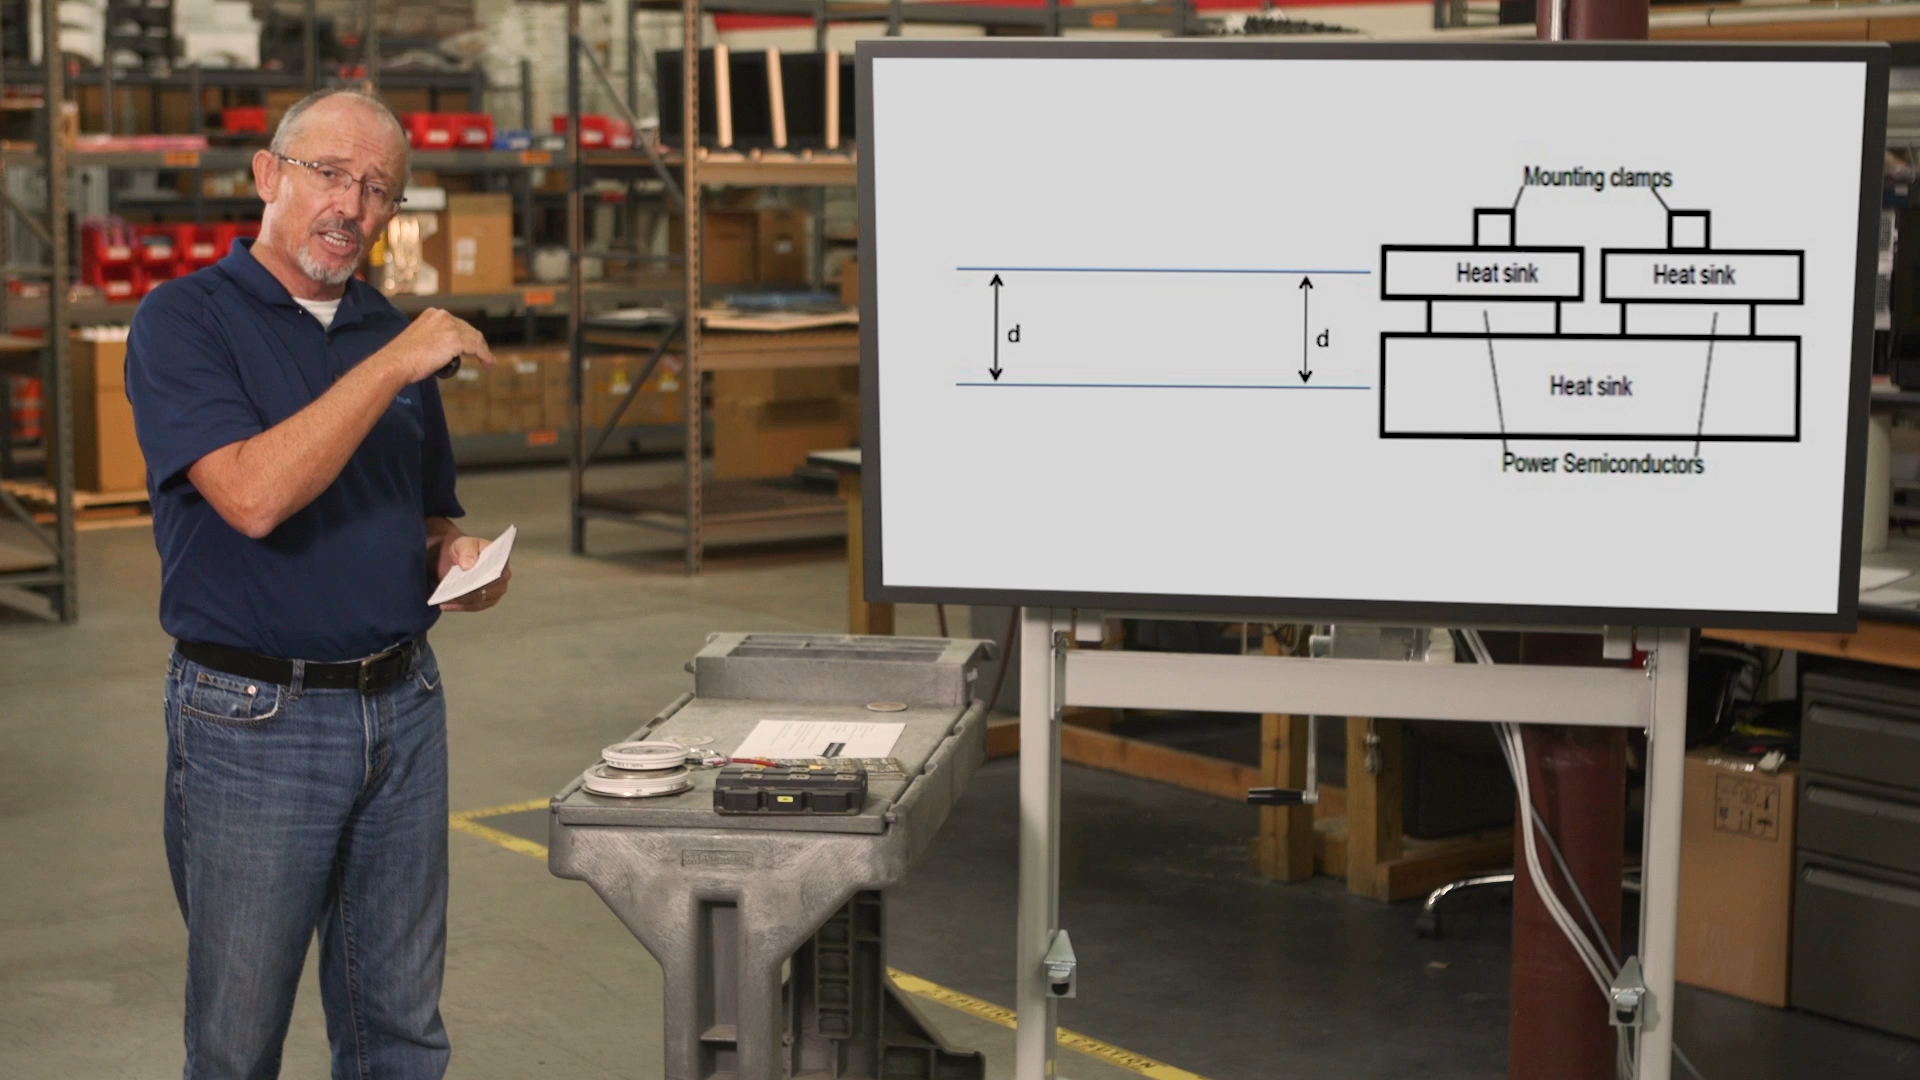 Mounting clamps
Heat sink
Heat sink
d
d
Heat sink
Power Semiconductors